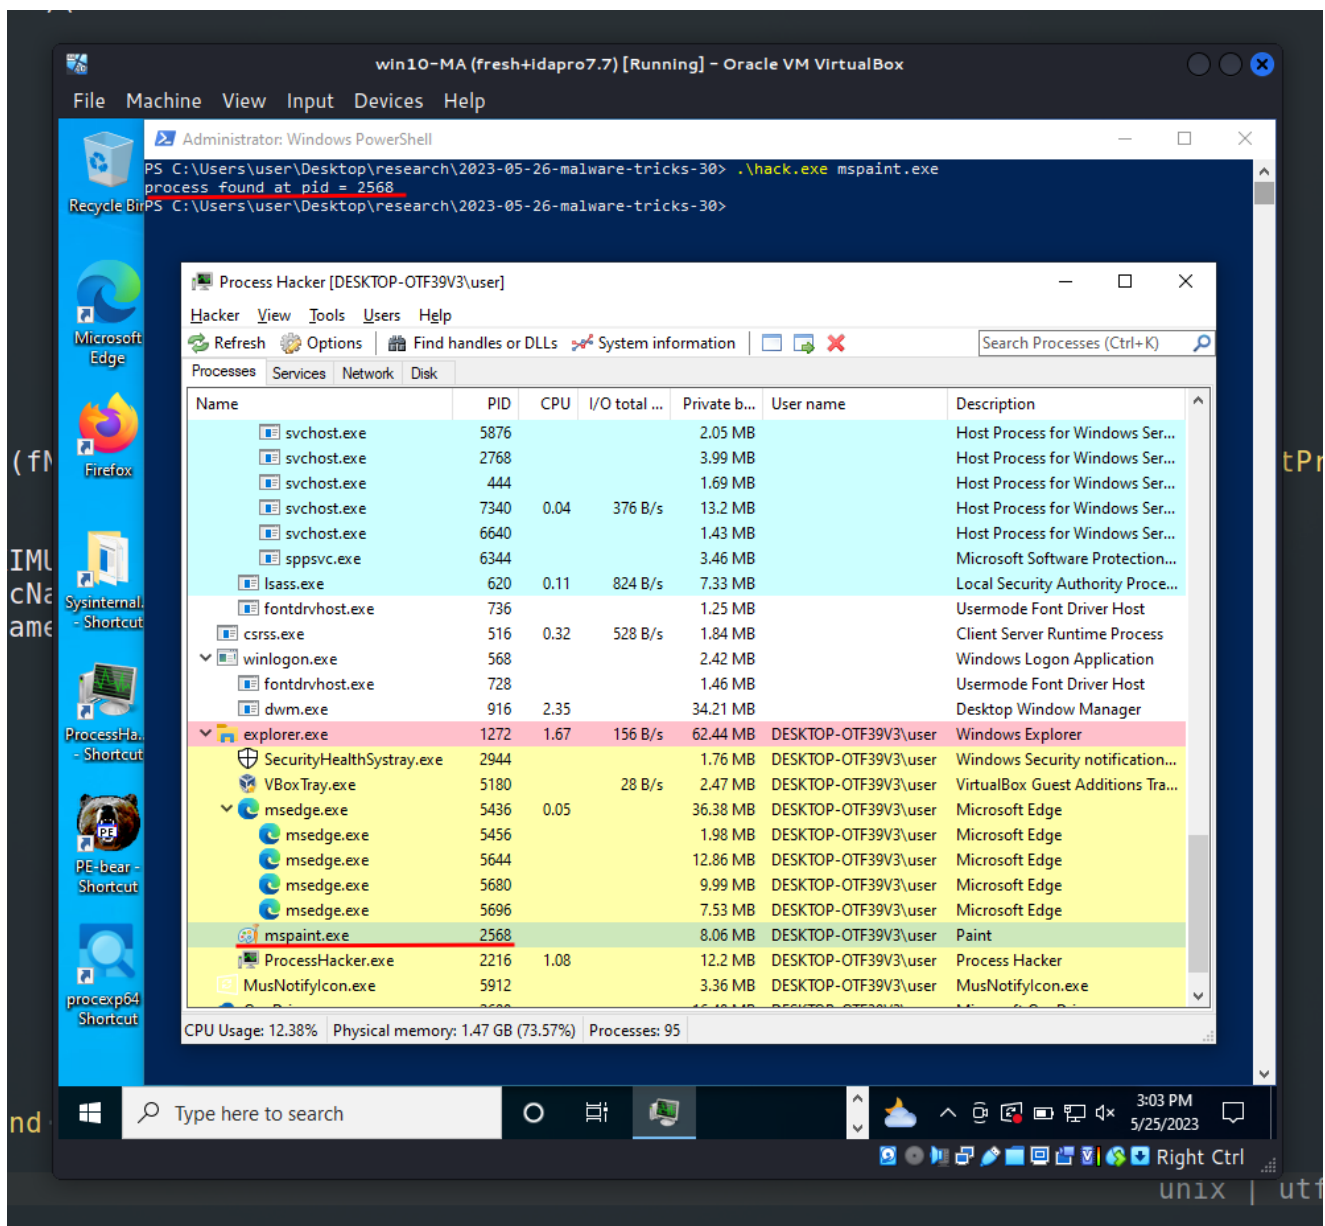 win10-MA (fresh+idapro7.7) [Running] - Oracle VM VirtualBox
File Machine View Input Devices Help
Administrator: Windows PowerShell
PS C:\Users\user\Desktop\research\2023-05-26-malware-tricks-30> .\hack.exe mspaint.exe
process found at pid = 2568
PS C:\Users\user\Desktop\research\2023-05-26-malware-tricks-30>
Recycle Bin
Microsoft
Edge
Firefox
Sysinternal.
- Shortcut
ProcessHa..
- Shortcut
PE
PE-bear -
Shortcut
procexp64
Shortcut
Process Hacker [DESKTOP-OTF39V3\user]
Hacker View Tools Users Help
Refresh Options Find handles or DLLs System information Search Processes (Ctrl+K)
Processes Services Network Disk
Name PID CPU I/O total ... Private b... User name Description
svchost.exe 5876 2.05 MB Host Process for Windows Ser...
svchost.exe 2768 3.99 MB Host Process for Windows Ser...
svchost.exe 444 1.69 MB Host Process for Windows Ser...
svchost.exe 7340 0.04 376 B/s 13.2 MB Host Process for Windows Ser...
svchost.exe 6640 1.43 MB Host Process for Windows Ser...
sppsvc.exe 6344 3.46 MB Microsoft Software Protection...
lsass.exe 620 0.11 824 B/s 7.33 MB Local Security Authority Proce...
fontdrvhost.exe 736 1.25 MB Usermode Font Driver Host
csrss.exe 516 0.32 528 B/s 1.84 MB Client Server Runtime Process
winlogon.exe 568 2.42 MB Windows Logon Application
fontdrvhost.exe 728 1.46 MB Usermode Font Driver Host
dwm.exe 916 2.35 34.21 MB Desktop Window Manager
explorer.exe 1272 1.67 156 B/s 62.44 MB DESKTOP-OTF39V3\user Windows Explorer
SecurityHealthSystray.exe 2944 1.76 MB DESKTOP-OTF39V3\user Windows Security notification...
VBoxTray.exe 5180 28 B/s 2.47 MB DESKTOP-OTF39V3\user VirtualBox Guest Additions Tra...
msedge.exe 5436 0.05 36.38 MB DESKTOP-OTF39V3\user Microsoft Edge
msedge.exe 5456 1.98 MB DESKTOP-OTF39V3\user Microsoft Edge
msedge.exe 5644 12.86 MB DESKTOP-OTF39V3\user Microsoft Edge
msedge.exe 5680 9.99 MB DESKTOP-OTF39V3\user Microsoft Edge
msedge.exe 5696 7.53 MB DESKTOP-OTF39V3\user Microsoft Edge
mspaint.exe 2568 8.06 MB DESKTOP-OTF39V3\user Paint
ProcessHacker.exe 2216 1.08 12.2 MB DESKTOP-OTF39V3\user Process Hacker
MusNotifyIcon.exe 5912 3.36 MB DESKTOP-OTF39V3\user MusNotifyIcon.exe
CPU Usage: 12.38% Physical memory: 1.47 GB (73.57%) Processes: 95
Type here to search
3:03 PM
5/25/2023
Right Ctrl
(fN
tPr
IMU
cNa
ame
nd
unix | utf